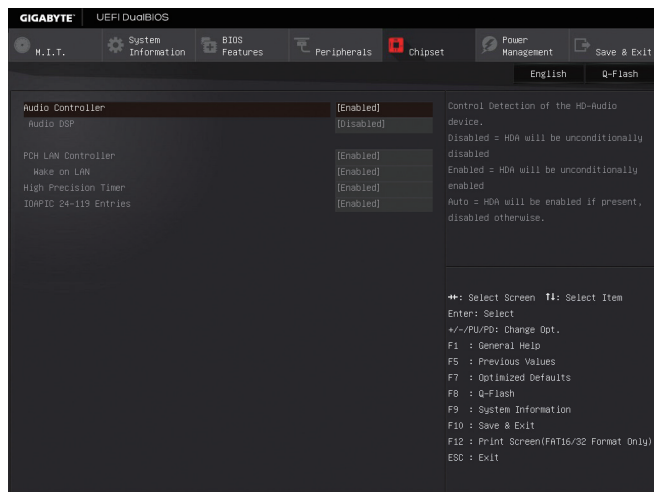 GIGABYTE™ UEFI DualBIOS
M.I.T. System Information BIOS Features Peripherals Chipset Power Management Save & Exit
English Q-Flash
Audio Controller [Enabled]
Audio DSP [Disabled]
PCH LAN Controller [Enabled]
Wake on LAN [Enabled]
High Precision Timer [Enabled]
IOAPIC 24-119 Entries [Enabled]
Control Detection of the HD-Audio
device.
Disabled = HDA will be unconditionally
disabled
Enabled = HDA will be unconditionally
enabled
Auto = HDA will be enabled if present,
disabled otherwise.
→←: Select Screen ↑↓: Select Item
Enter: Select
+/-/PU/PD: Change Opt.
F1 : General Help
F5 : Previous Values
F7 : Optimized Defaults
F8 : Q-Flash
F9 : System Information
F10 : Save & Exit
F12 : Print Screen(FAT16/32 Format Only)
ESC : Exit